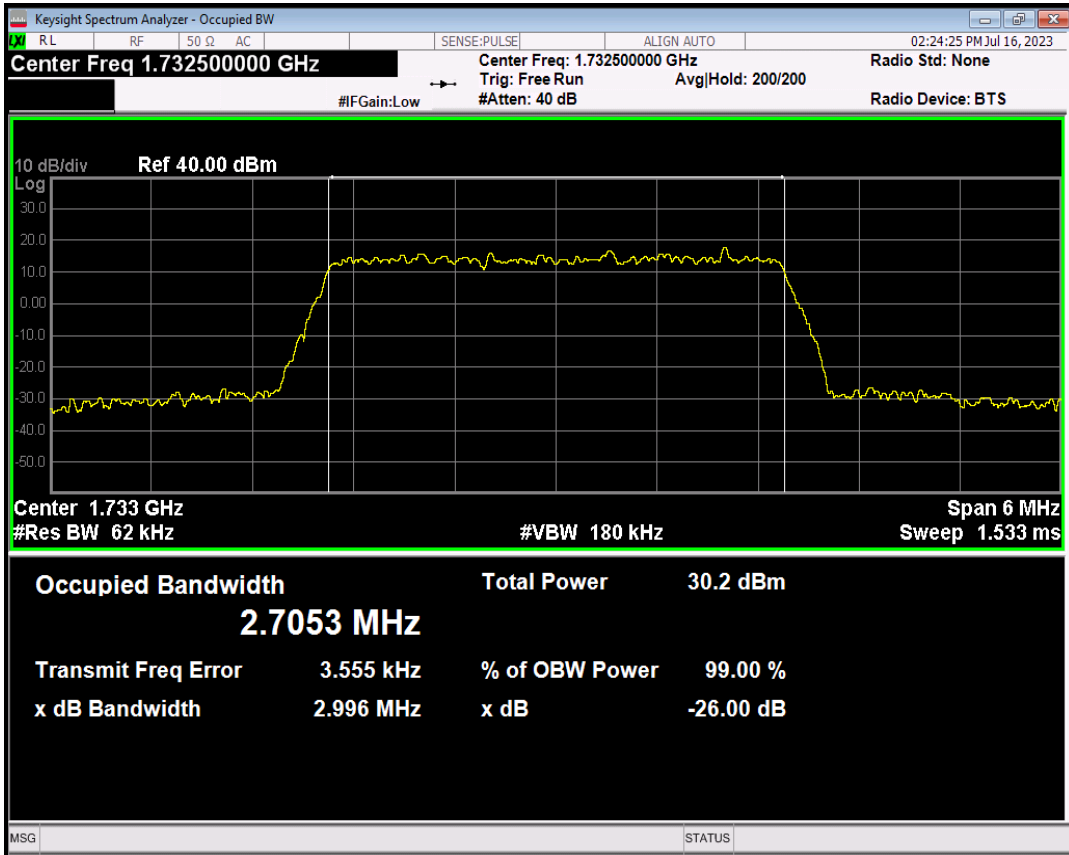 Keysight Spectrum Analyzer - Occupied BW
LXI RL RF 50 Ω AC SENSE:PULSE ALIGN AUTO 02:24:25 PM Jul 16, 2023
Center Freq 1.732500000 GHz Center Freq: 1.732500000 GHz Radio Std: None
Trig: Free Run Avg|Hold: 200/200
#IFGain:Low #Atten: 40 dB Radio Device: BTS
10 dB/div Ref 40.00 dBm
Log
30.0
20.0
10.0
0.00
-10.0
-20.0
-30.0
-40.0
-50.0
Center 1.733 GHz Span 6 MHz
#Res BW 62 kHz #VBW 180 kHz Sweep 1.533 ms
Occupied Bandwidth Total Power 30.2 dBm
2.7053 MHz
Transmit Freq Error 3.555 kHz % of OBW Power 99.00 %
x dB Bandwidth 2.996 MHz x dB -26.00 dB
MSG STATUS